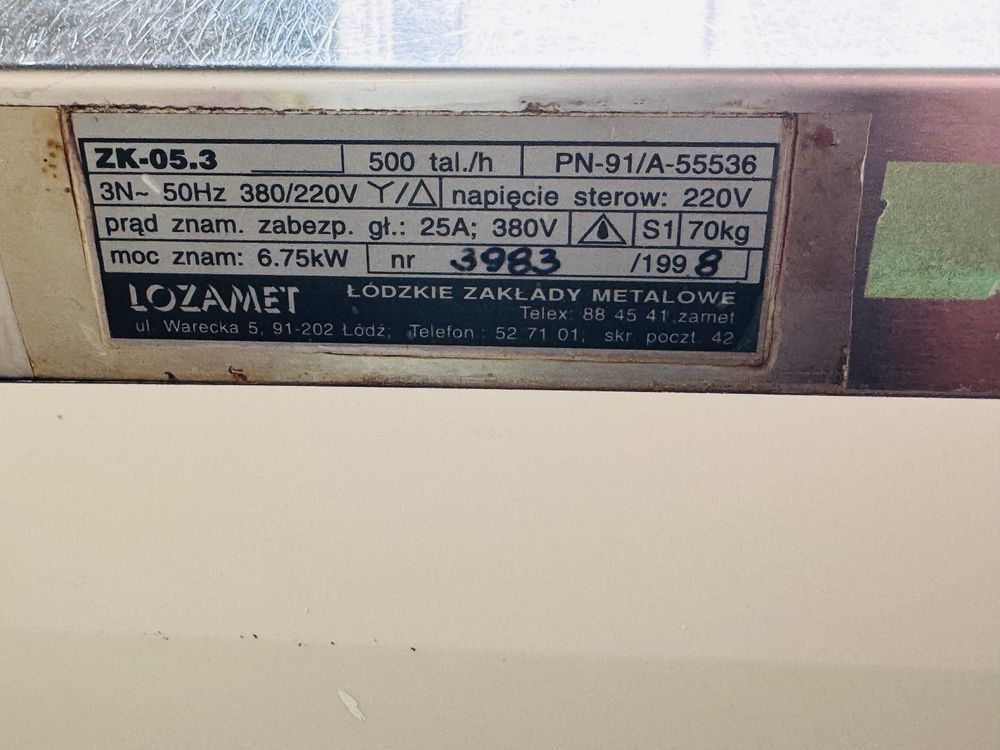 ZK-05.3 500 tal./h PN-91/A-55536
3N~ 50Hz 380/220V Y/△ napięcie sterow: 220V
prąd znam. zabezp. gł.: 25A; 380V S1 70kg
moc znam: 6.75kW nr 3983 /1998
LOZAMET ŁÓDZKIE ZAKŁADY METALOWE
Telex: 88 45 41 zamet
ul. Warecka 5, 91-202 Łódź, Telefon: 52 71 01, skr. poczt. 42